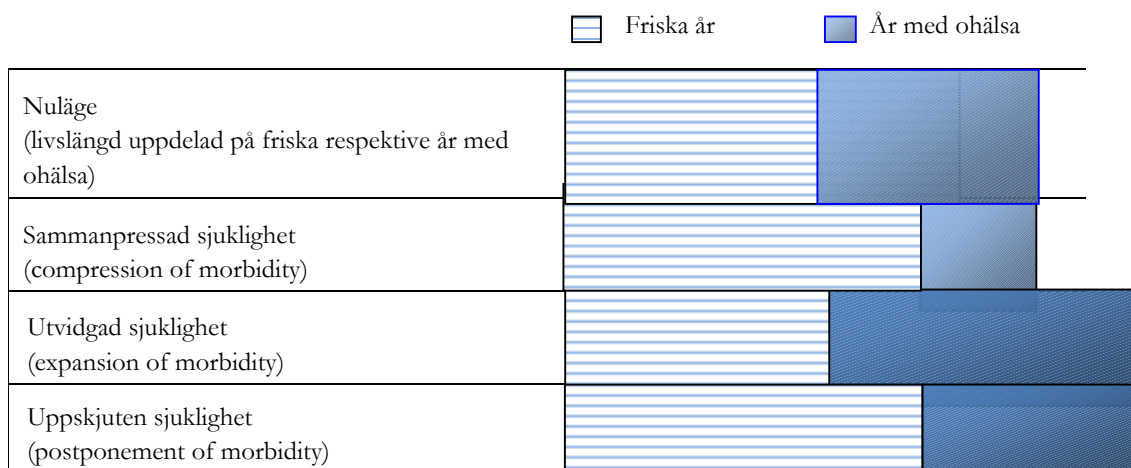 Friska år
År med ohälsa
Nuläge
(livslängd uppdelad på friska respektive år med
ohälsa)
Sammanpressad sjuklighet
(compression of morbidity)
Utvidgad sjuklighet
(expansion of morbidity)
Uppskjuten sjuklighet
(postponement of morbidity)